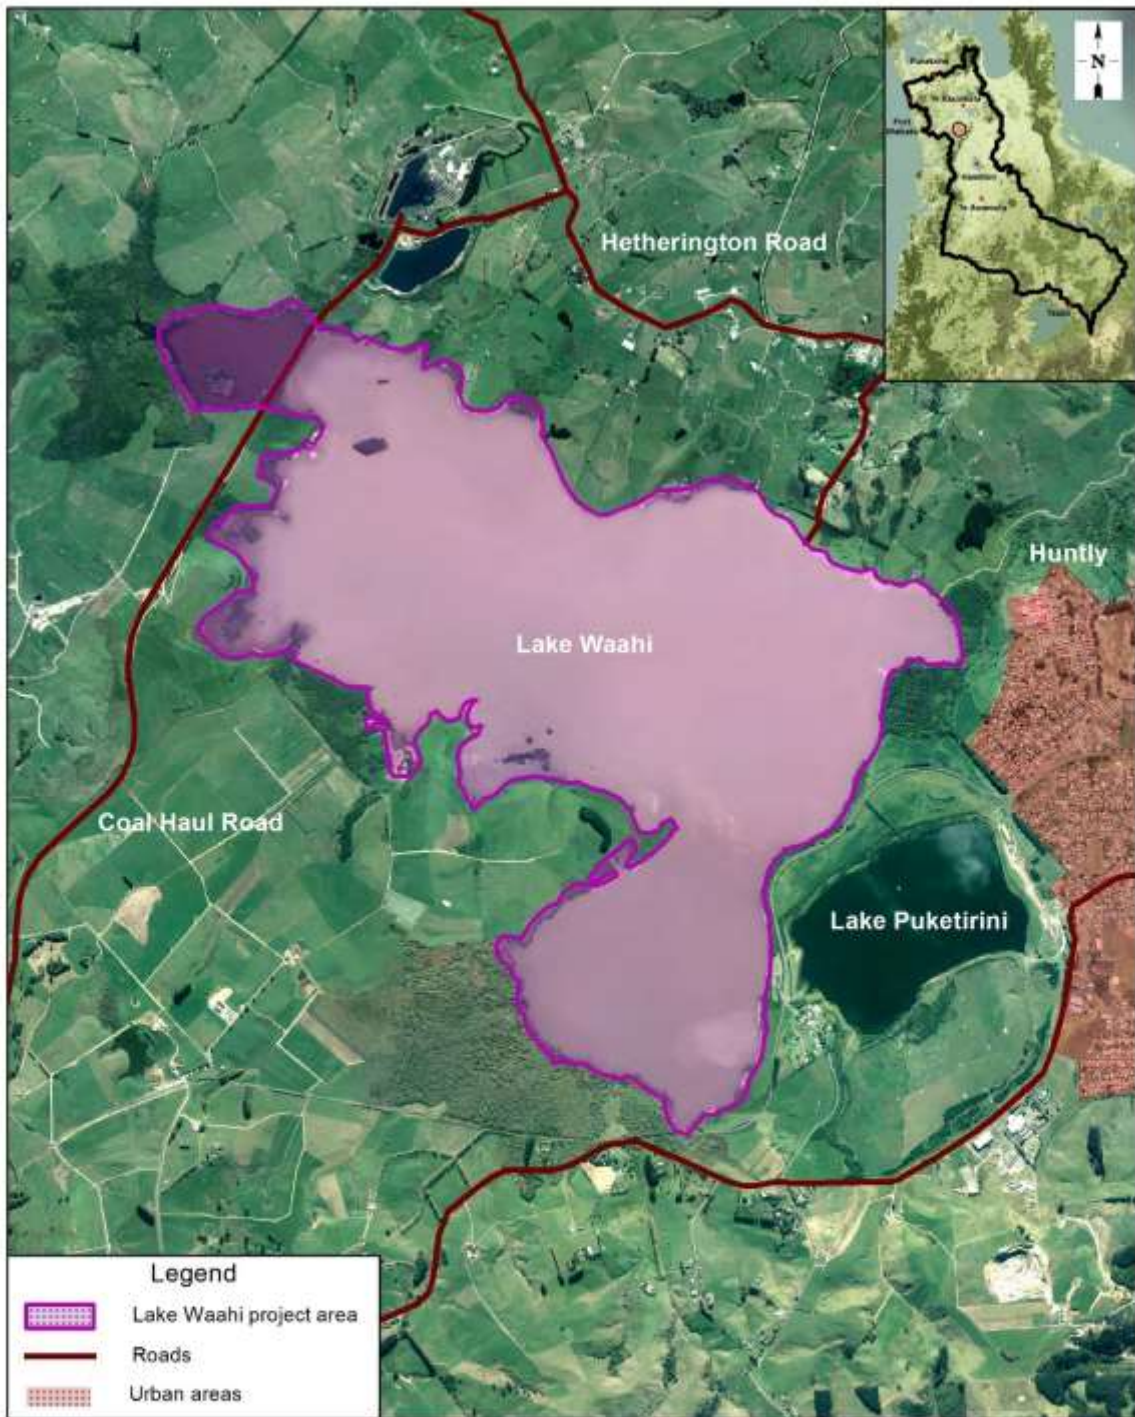 N
Hetherington Road
Huntly
Lake Waahi
Coal Haul Road
Lake Puketirini
Legend
Lake Waahi project area
Roads
Urban areas